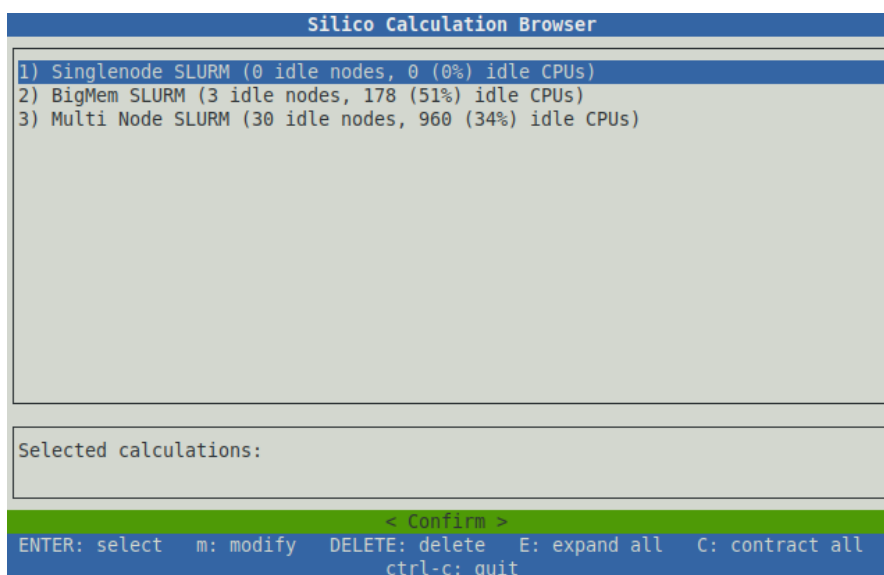 Silico Calculation Browser
1) Singlenode SLURM (0 idle nodes, 0 (0%) idle CPUs)
2) BigMem SLURM (3 idle nodes, 178 (51%) idle CPUs)
3) Multi Node SLURM (30 idle nodes, 960 (34%) idle CPUs)
Selected calculations:
< Confirm >
ENTER: select   m: modify   DELETE: delete   E: expand all   C: contract all
ctrl-c: quit